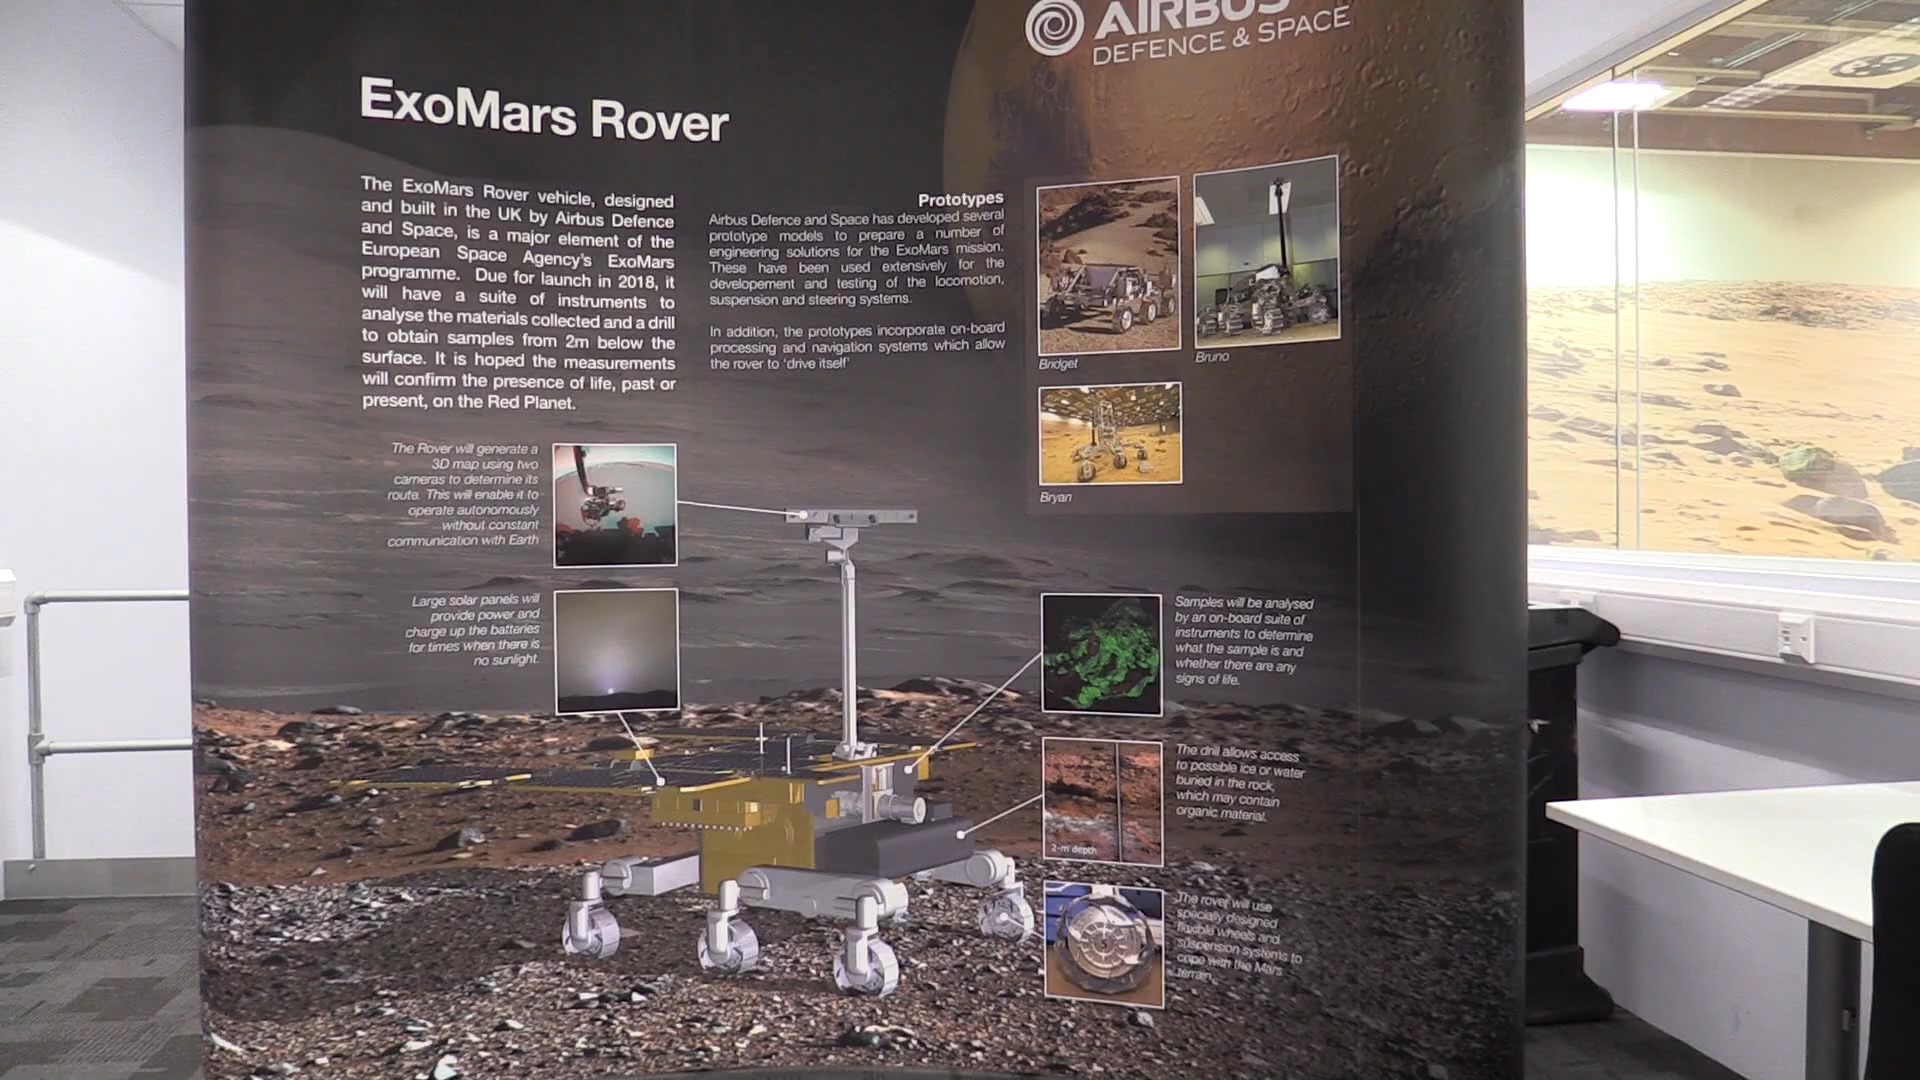 AIRBUS
DEFENCE & SPACE
ExoMars Rover
The ExoMars Rover vehicle, designed
and built in the UK by Airbus Defence
and Space, is a major element of the
European Space Agency's ExoMars
programme. Due for launch in 2018, it
will have a suite of instruments to
analyse the materials collected and a drill
to obtain samples from 2m below the
surface. It is hoped the measurements
will confirm the presence of life, past or
present, on the Red Planet.
Prototypes
Airbus Defence and Space has developed several
prototype models to prepare a number of
engineering solutions for the ExoMars mission.
These have been used extensively for the
developement and testing of the locomotion,
suspension and steering systems.
In addition, the prototypes incorporate on-board
processing and navigation systems which allow
the rover to 'drive itself'
Bridget
Bruno
Bryan
The Rover will generate a
3D map using two
cameras to determine its
route. This will enable it to
operate autonomously
without constant
communication with Earth
Large solar panels will
provide power and
charge up the batteries
for times when there is
no sunlight.
Samples will be analysed
by an on-board suite of
instruments to determine
what the sample is and
whether there are any
signs of life.
The drill allows access
to possible ice or water
buried in the rock,
which may contain
organic material.
2-m depth
The rover will use
specially designed
flexible wheels and
suspension systems to
cope with the Mars
terrain.